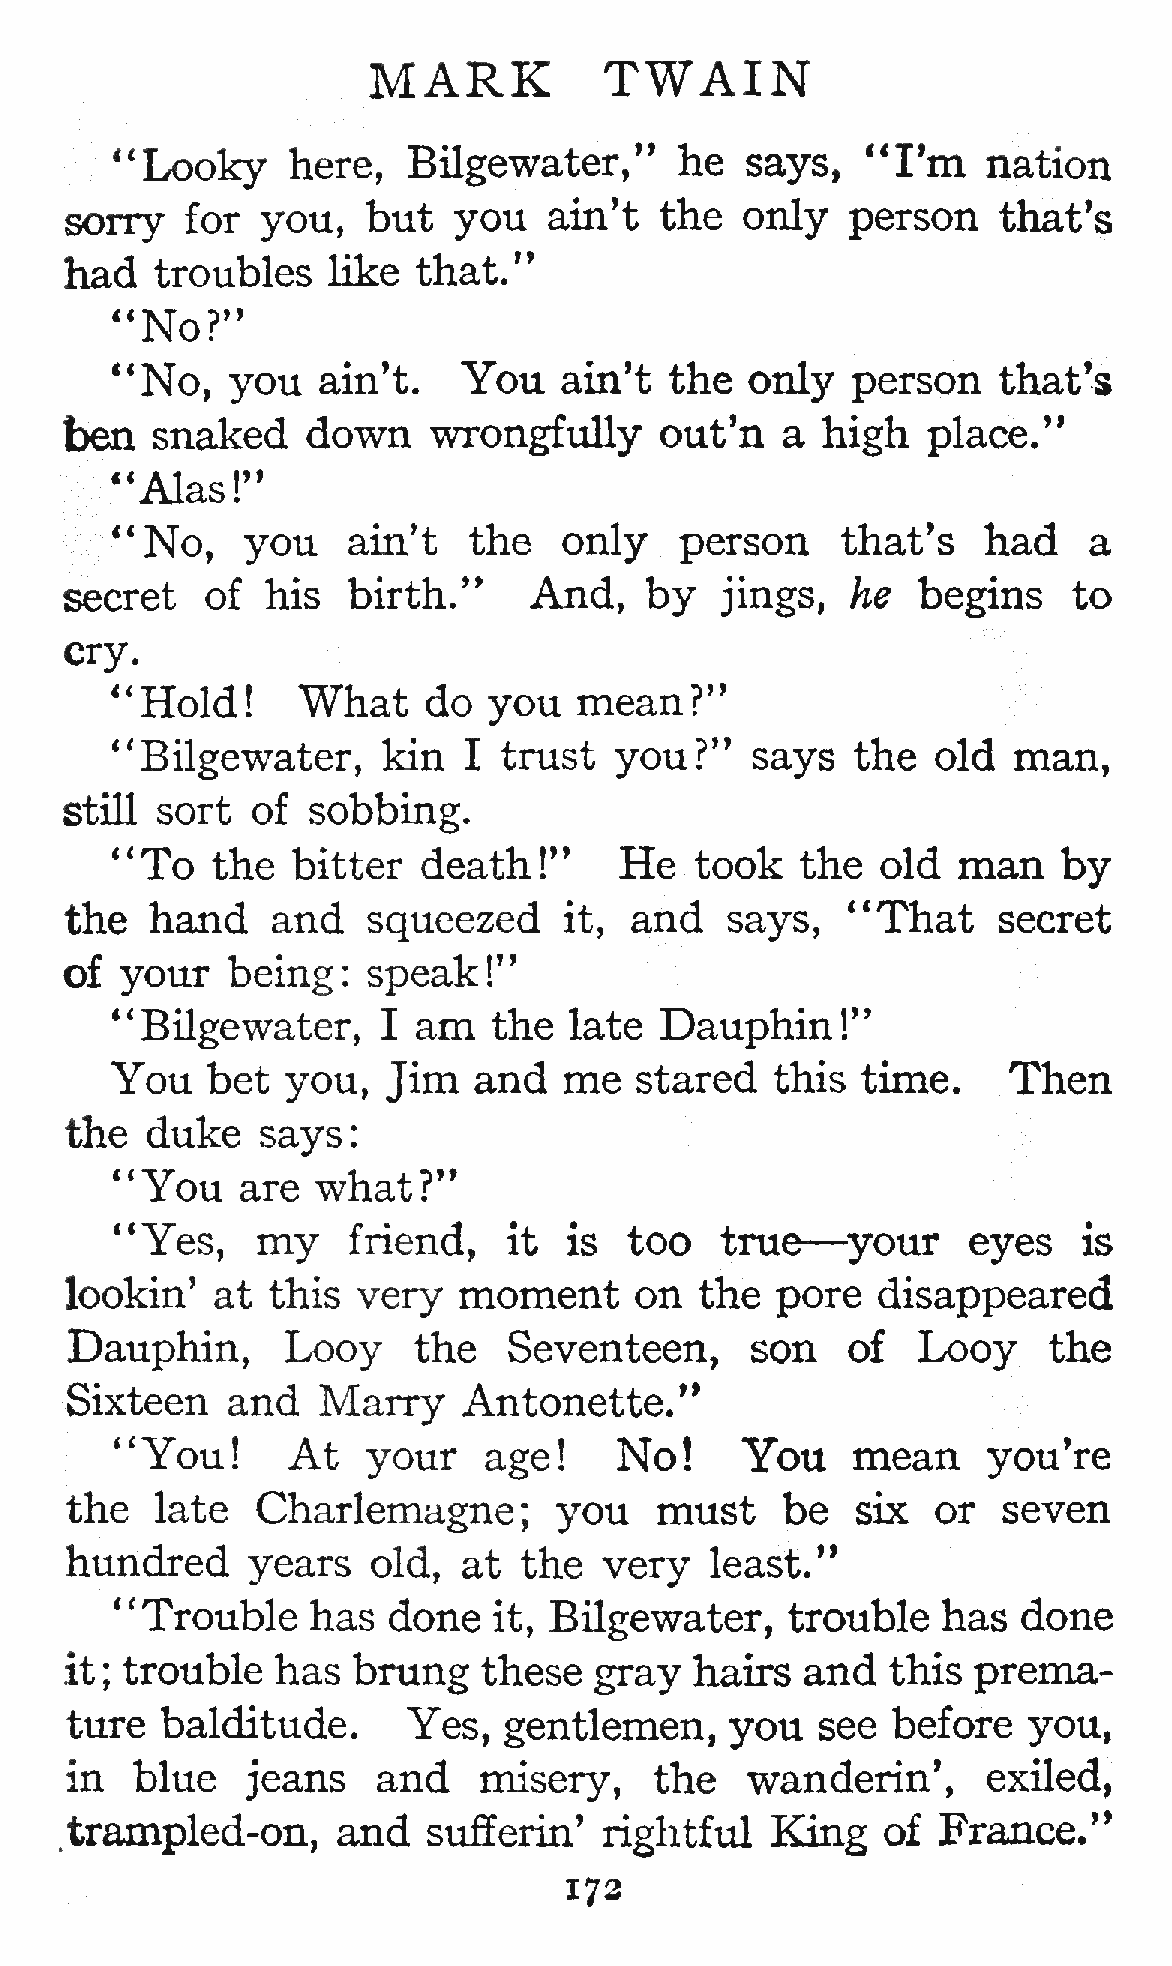 MARK TWAIN
"Looky here, Bilgewater," he says, "I'm nation
sorry for you, but you ain't the only person that's
had troubles like that."
"No?"
"No, you ain't. You ain't the only person that's
ben snaked down wrongfully out'n a high place."
"Alas!"
"No, you ain't the only person that's had a
secret of his birth." And, by jings, he begins to
cry.
"Hold! What do you mean?"
"Bilgewater, kin I trust you?" says the old man,
still sort of sobbing.
"To the bitter death!" He took the old man by
the hand and squeezed it, and says, "That secret
of your being: speak!"
"Bilgewater, I am the late Dauphin!"
You bet you, Jim and me stared this time. Then
the duke says:
"You are what?"
"Yes, my friend, it is too true—your eyes is
lookin' at this very moment on the pore disappeared
Dauphin, Looy the Seventeen, son of Looy the
Sixteen and Marry Antonette."
"You! At your age! No! You mean you're
the late Charlemagne; you must be six or seven
hundred years old, at the very least."
"Trouble has done it, Bilgewater, trouble has done
it; trouble has brung these gray hairs and this prema-
ture balditude. Yes, gentlemen, you see before you,
in blue jeans and misery, the wanderin', exiled,
trampled-on, and sufferin' rightful King of France."
172